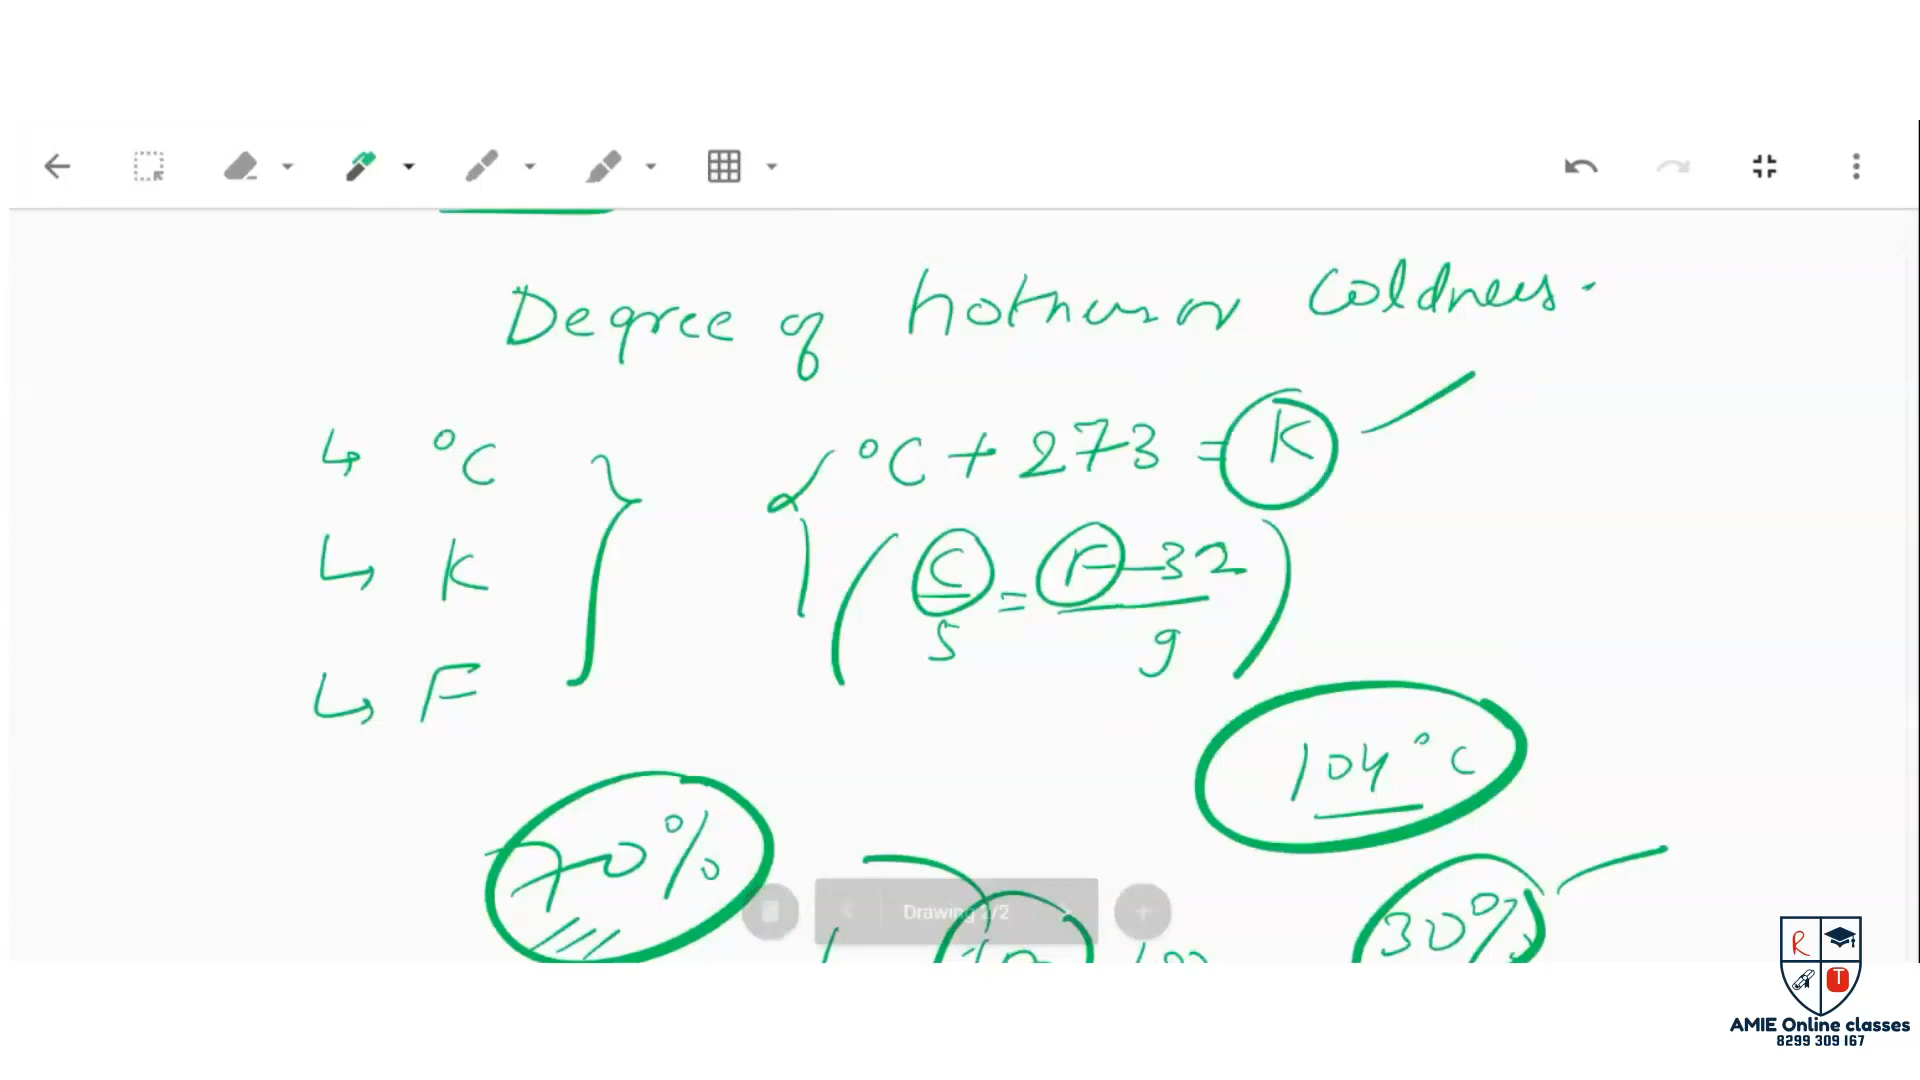 Degree of hotness or Coldness.
↳ °C
°C + 273 = K
↳ K
C/5 = F-32/9
↳ F
104°C
70%
Drawing 2/2
30%
R
T
AMIE Online classes
8299 309 167